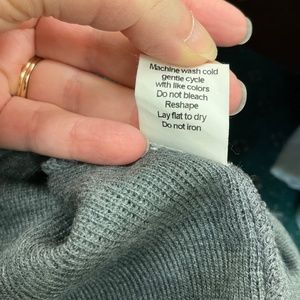 Machine wash cold
gentle cycle
with like colors
Do not bleach
Reshape
Lay flat to dry
Do not iron